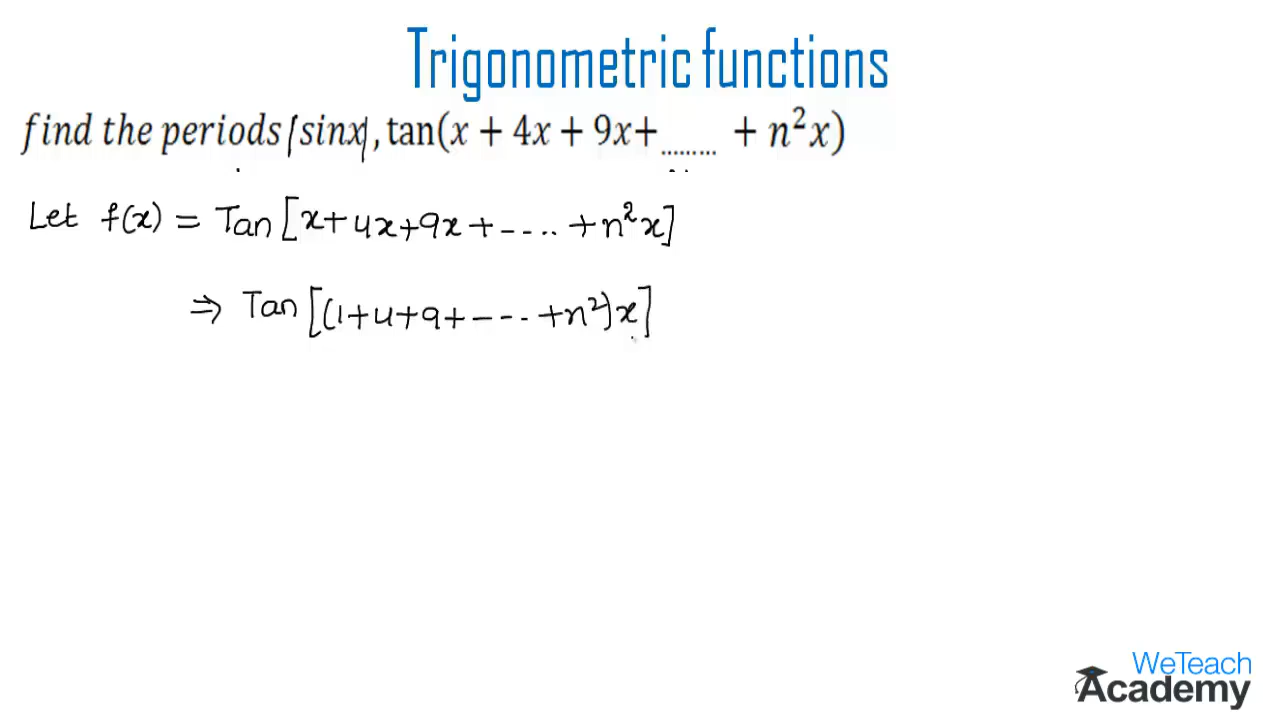 Trigonometric functions
find the periods |sinx|, tan(x + 4x + 9x+ ......... + n²x)
Let f(x) = Tan [x+4x+9x+ ---.. +n²x]
⇒ Tan [(1+4+9+ --- .. +n²)x]
WeTeach
Academy